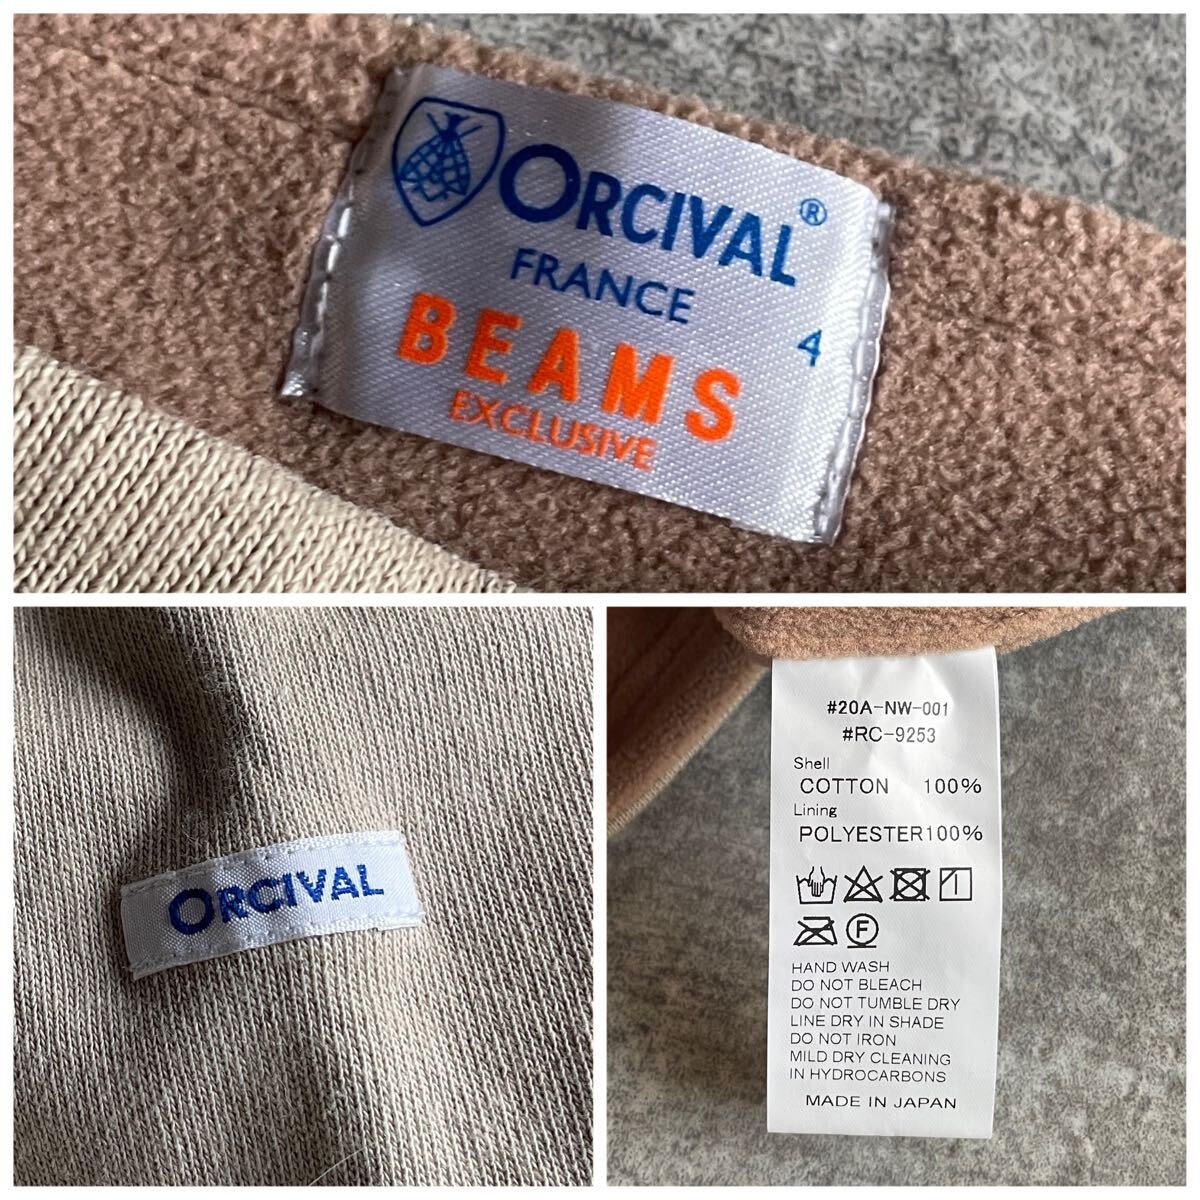 ORCIVAL®
FRANCE
4
BEAMS
EXCLUSIVE
ORCIVAL
#20A-NW-001
#RC-9253
Shell
COTTON 100%
Lining
POLYESTER100%
F
HAND WASH
DO NOT BLEACH
DO NOT TUMBLE DRY
LINE DRY IN SHADE
DO NOT IRON
MILD DRY CLEANING
IN HYDROCARBONS
MADE IN JAPAN